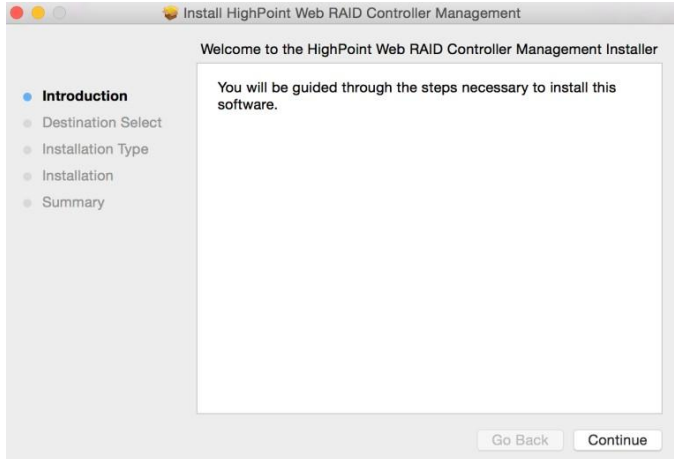 Install HighPoint Web RAID Controller Management
Welcome to the HighPoint Web RAID Controller Management Installer
Introduction
Destination Select
Installation Type
Installation
Summary
You will be guided through the steps necessary to install this
software.
Go Back
Continue